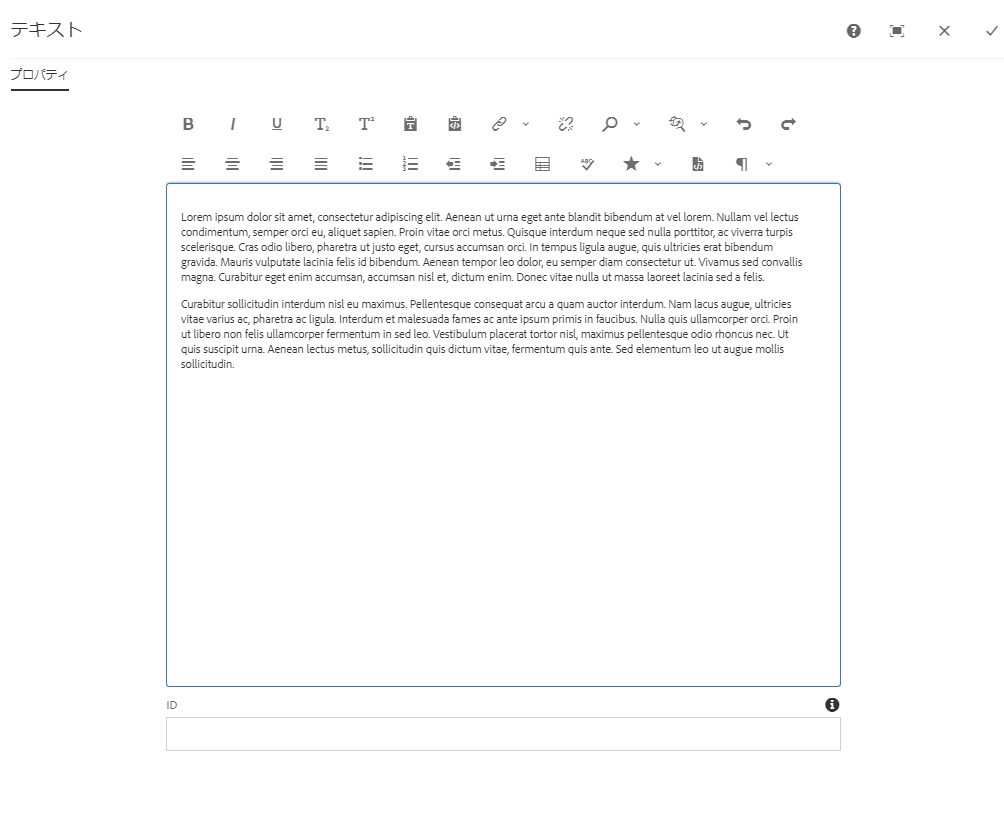 テキスト
プロパティ
Lorem ipsum dolor sit amet, consectetur adipiscing elit. Aenean ut urna eget ante blandit bibendum at vel lorem. Nullam vel lectus
condimentum, semper orci eu, aliquet sapien. Proin vitae orci metus. Quisque interdum neque sed nulla porttitor, ac viverra turpis
scelerisque. Cras odio libero, pharetra ut justo eget, cursus accumsan orci. In tempus ligula augue, quis ultricies erat bibendum
gravida. Mauris vulputate lacinia felis id bibendum. Aenean tempor leo dolor, eu semper diam consectetur ut. Vivamus sed convallis
magna. Curabitur eget enim accumsan, accumsan nisl et, dictum enim. Donec vitae nulla ut massa laoreet lacinia sed a felis.
Curabitur sollicitudin interdum nisl eu maximus. Pellentesque consequat arcu a quam auctor interdum. Nam lacus augue, ultricies
vitae varius ac, pharetra ac ligula. Interdum et malesuada fames ac ante ipsum primis in faucibus. Nulla quis ullamcorper orci. Proin
ut libero non felis ullamcorper fermentum in sed leo. Vestibulum placerat tortor nisl, maximus pellentesque odio rhoncus nec. Ut
quis suscipit urna. Aenean lectus metus, sollicitudin quis dictum vitae, fermentum quis ante. Sed elementum leo ut augue mollis
sollicitudin.
ID